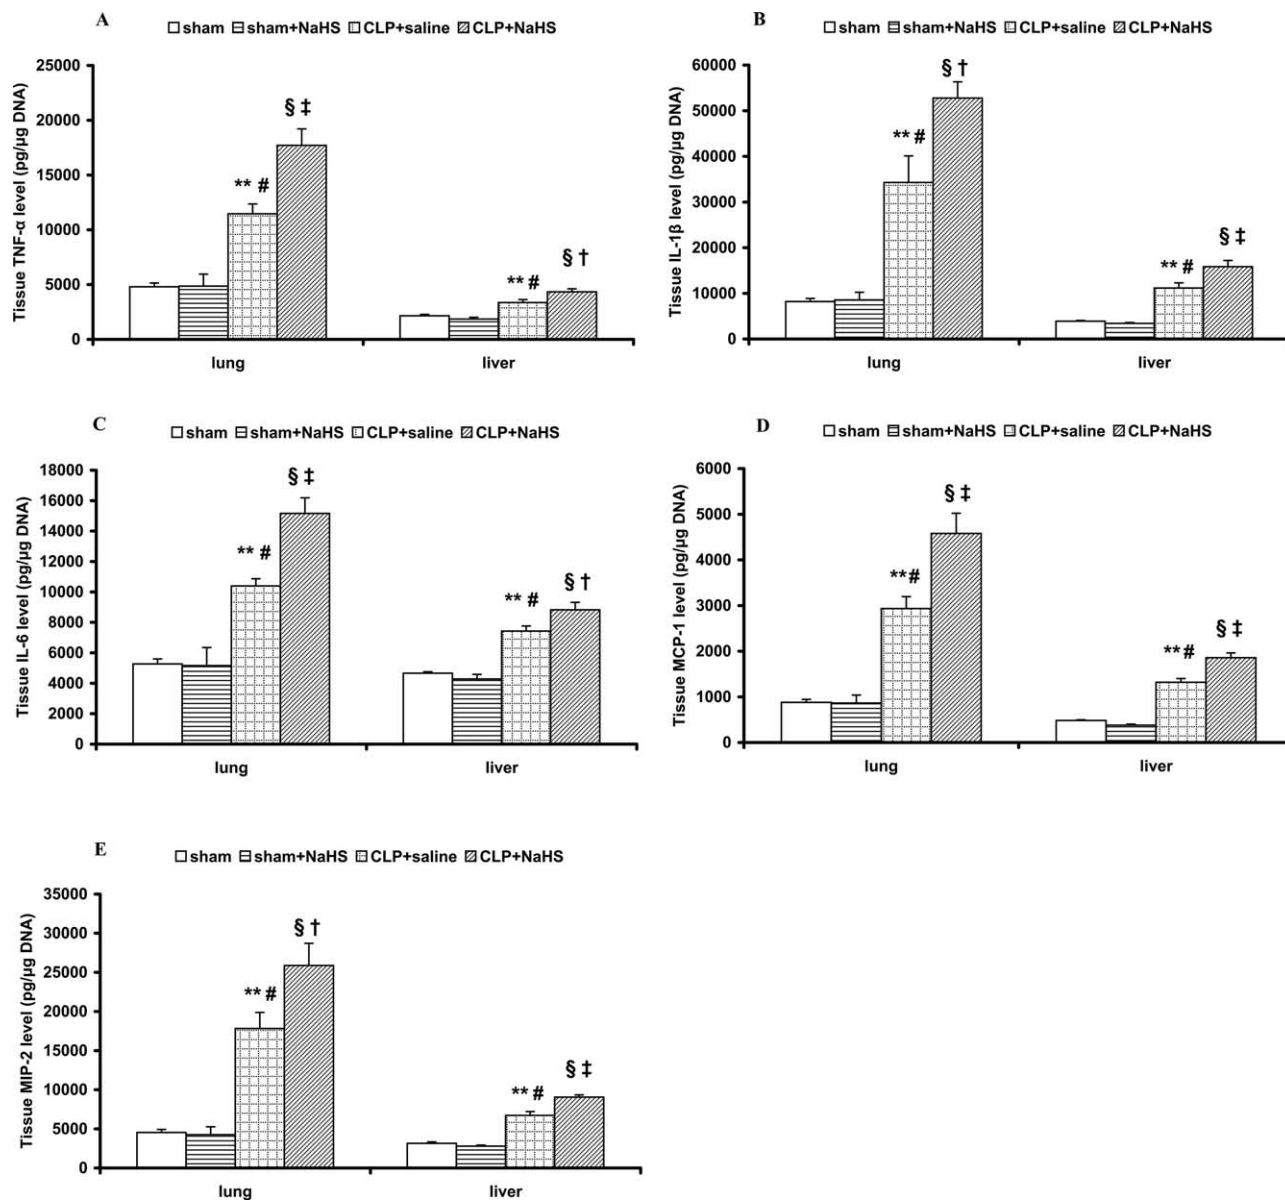 A
sham sham+NaHS CLP+saline CLP+NaHS
Tissue TNF-α level (pg/µg DNA)
25000
20000
15000
10000
5000
0
§ ‡
** #
** #
§ †
lung liver
B
sham sham+NaHS CLP+saline CLP+NaHS
Tissue IL-1β level (pg/µg DNA)
60000
50000
40000
30000
20000
10000
0
§ †
** #
** #
§ ‡
lung liver
C
sham sham+NaHS CLP+saline CLP+NaHS
Tissue IL-6 level (pg/µg DNA)
18000
16000
14000
12000
10000
8000
6000
4000
2000
0
§ ‡
** #
** #
§ †
lung liver
D
sham sham+NaHS CLP+saline CLP+NaHS
Tissue MCP-1 level (pg/µg DNA)
6000
5000
4000
3000
2000
1000
0
§ ‡
**#
**#
§ ‡
lung liver
E
sham sham+NaHS CLP+saline CLP+NaHS
Tissue MIP-2 level (pg/µg DNA)
35000
30000
25000
20000
15000
10000
5000
0
§ †
** #
** #
§ ‡
lung liver